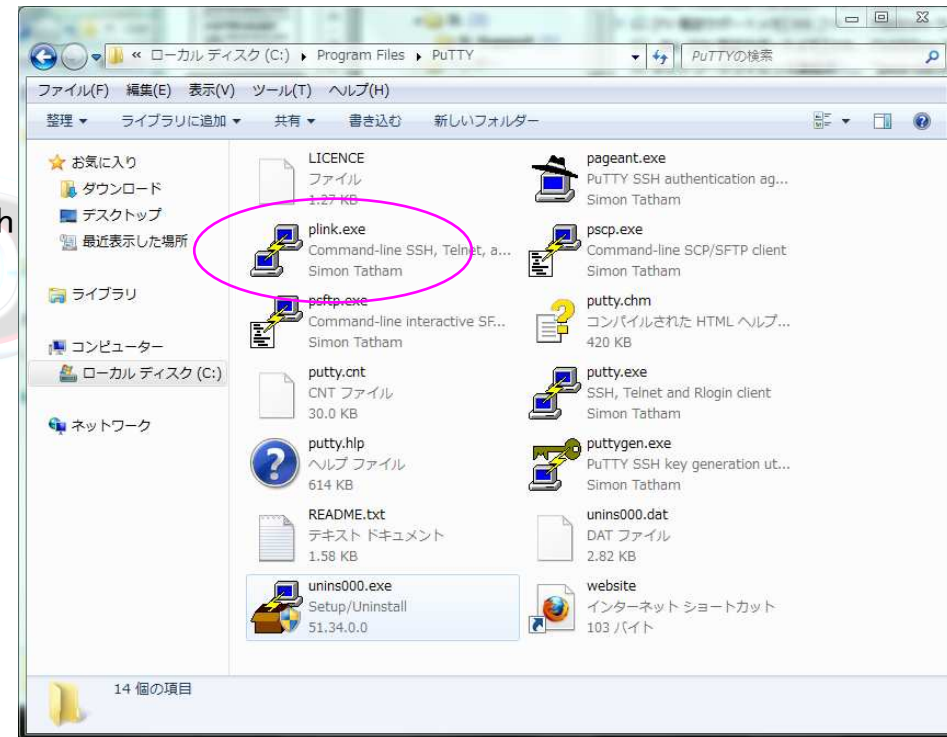 « ローカル ディスク (C:) ▸ Program Files ▸ PuTTY
PuTTYの検索
ファイル(F) 編集(E) 表示(V) ツール(T) ヘルプ(H)
整理 ▾ ライブラリに追加 ▾ 共有 ▾ 書き込む 新しいフォルダー
h
お気に入り
ダウンロード
デスクトップ
最近表示した場所
ライブラリ
コンピューター
ローカル ディスク (C:)
ネットワーク
LICENCE
ファイル
1.27 KB
pageant.exe
PuTTY SSH authentication ag...
Simon Tatham
plink.exe
Command-line SSH, Telnet, a...
Simon Tatham
pscp.exe
Command-line SCP/SFTP client
Simon Tatham
psftp.exe
Command-line interactive SF...
Simon Tatham
putty.chm
コンパイルされた HTML ヘルプ...
420 KB
putty.cnt
CNT ファイル
30.0 KB
putty.exe
SSH, Telnet and Rlogin client
Simon Tatham
putty.hlp
ヘルプ ファイル
614 KB
puttygen.exe
PuTTY SSH key generation ut...
Simon Tatham
README.txt
テキスト ドキュメント
1.58 KB
unins000.dat
DAT ファイル
2.82 KB
unins000.exe
Setup/Uninstall
51.34.0.0
website
インターネット ショートカット
103 バイト
14 個の項目